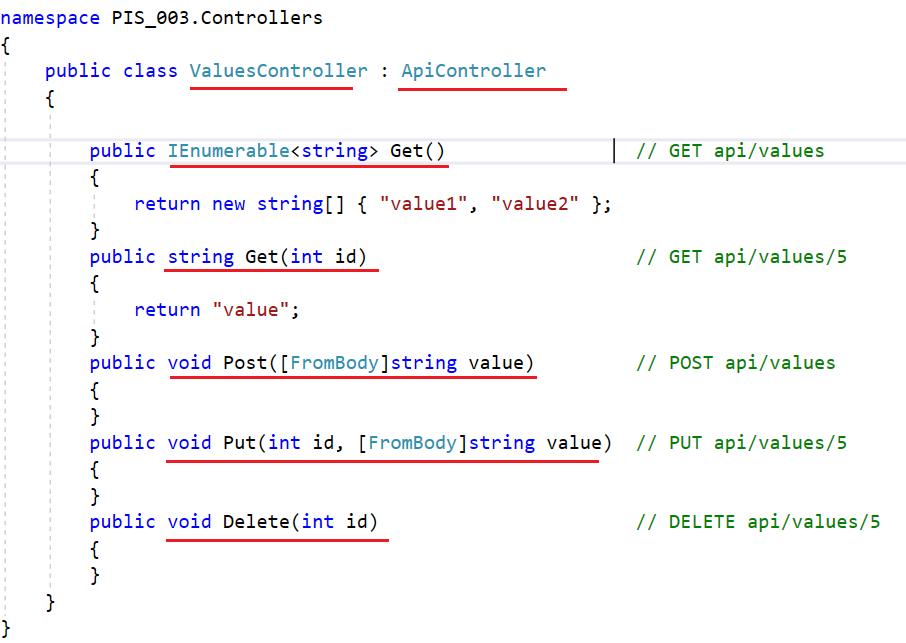 namespace PIS_003.Controllers
{
public class ValuesController : ApiController
{
public IEnumerable<string> Get() // GET api/values
{
return new string[] { "value1", "value2" };
}
public string Get(int id) // GET api/values/5
{
return "value";
}
public void Post([FromBody]string value) // POST api/values
{
}
public void Put(int id, [FromBody]string value) // PUT api/values/5
{
}
public void Delete(int id) // DELETE api/values/5
{
}
}
}